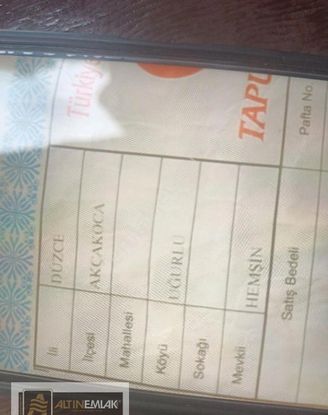 Türkiye
TAPU
İli DÜZCE
İlçesi AKÇAKOCA
Mahallesi
Köyü UĞURLU
Sokağı
Mevkii HEMŞİN
Satış Bedeli
Pafta No
ALTINEMLAK